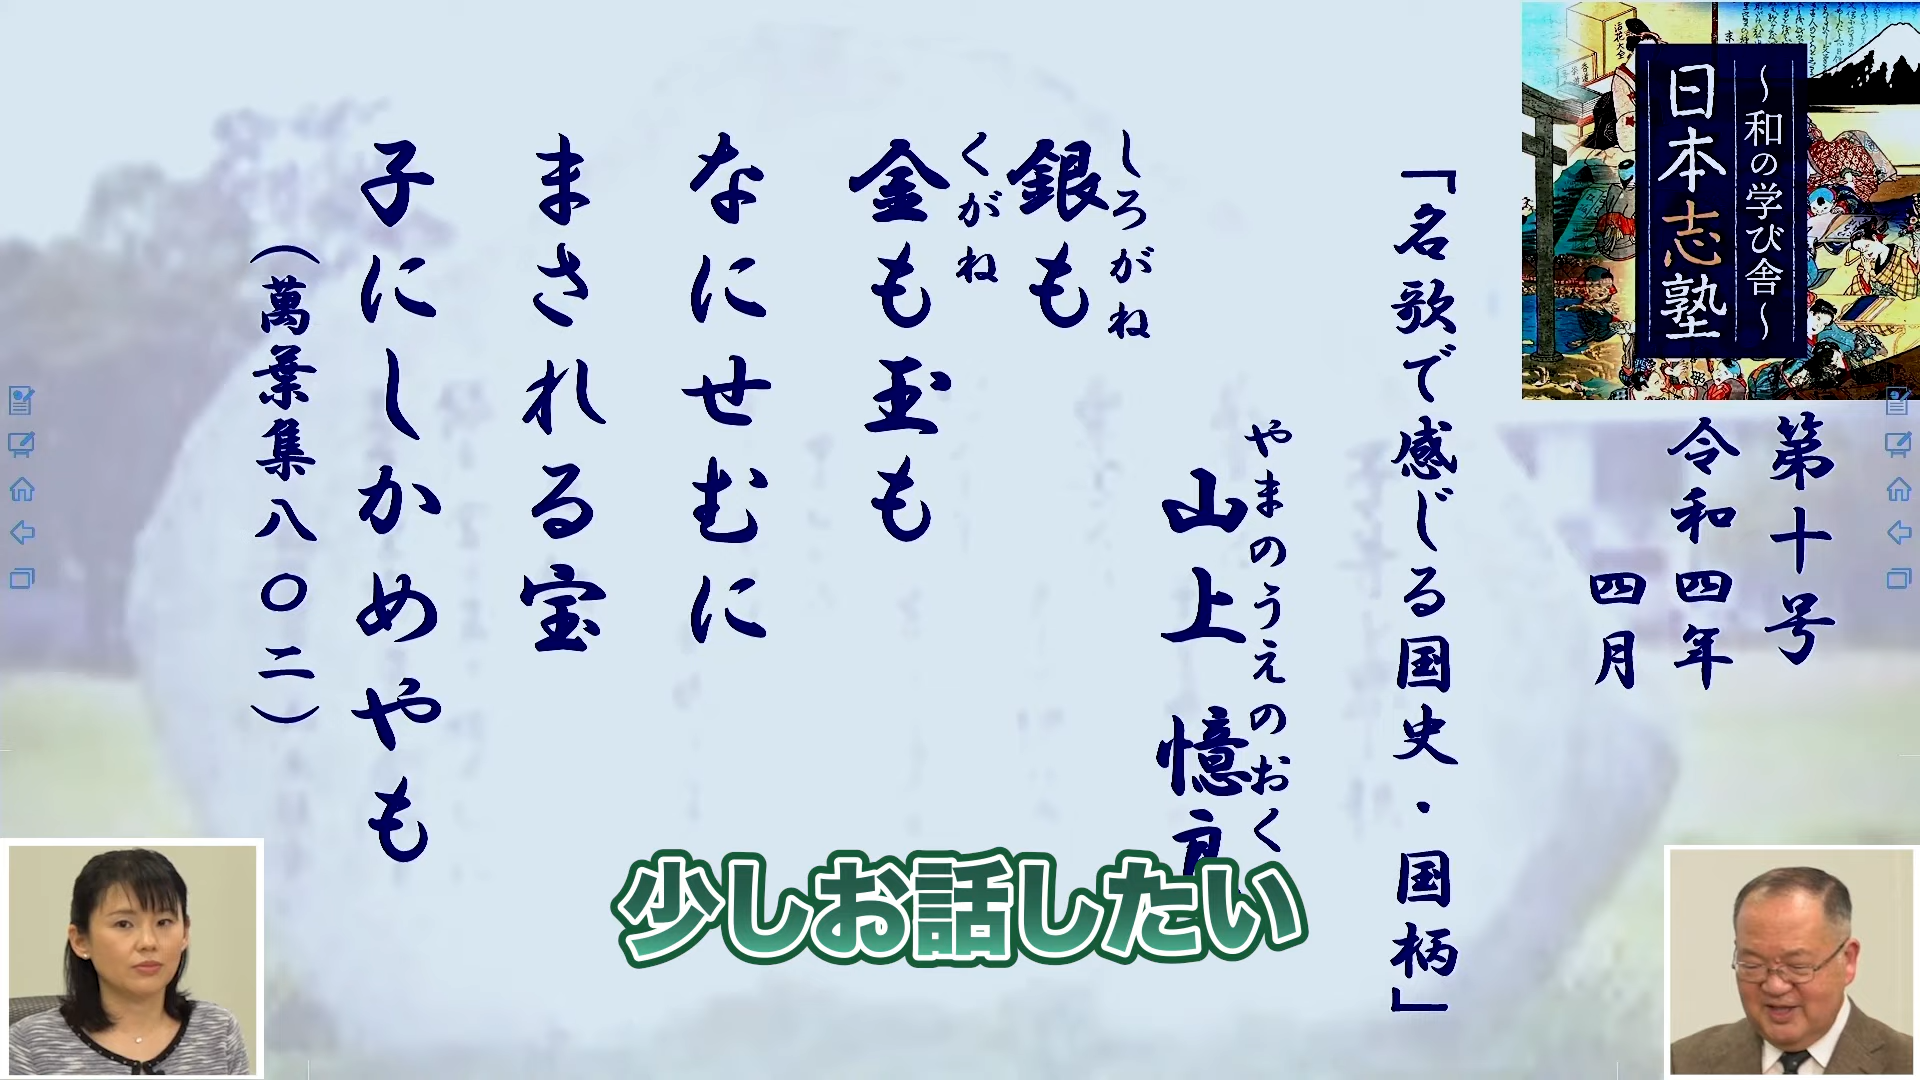 〜和の学び舎〜
日本志塾
第十号
令和四年
四月
「名歌で感じる国史・国柄」
やまのうえのおく
山上 憶良
しろがね
銀も
くがね
金も玉も
なにせむに
まされる宝
子にしかめやも
（萬葉集八〇二）
少しお話したい